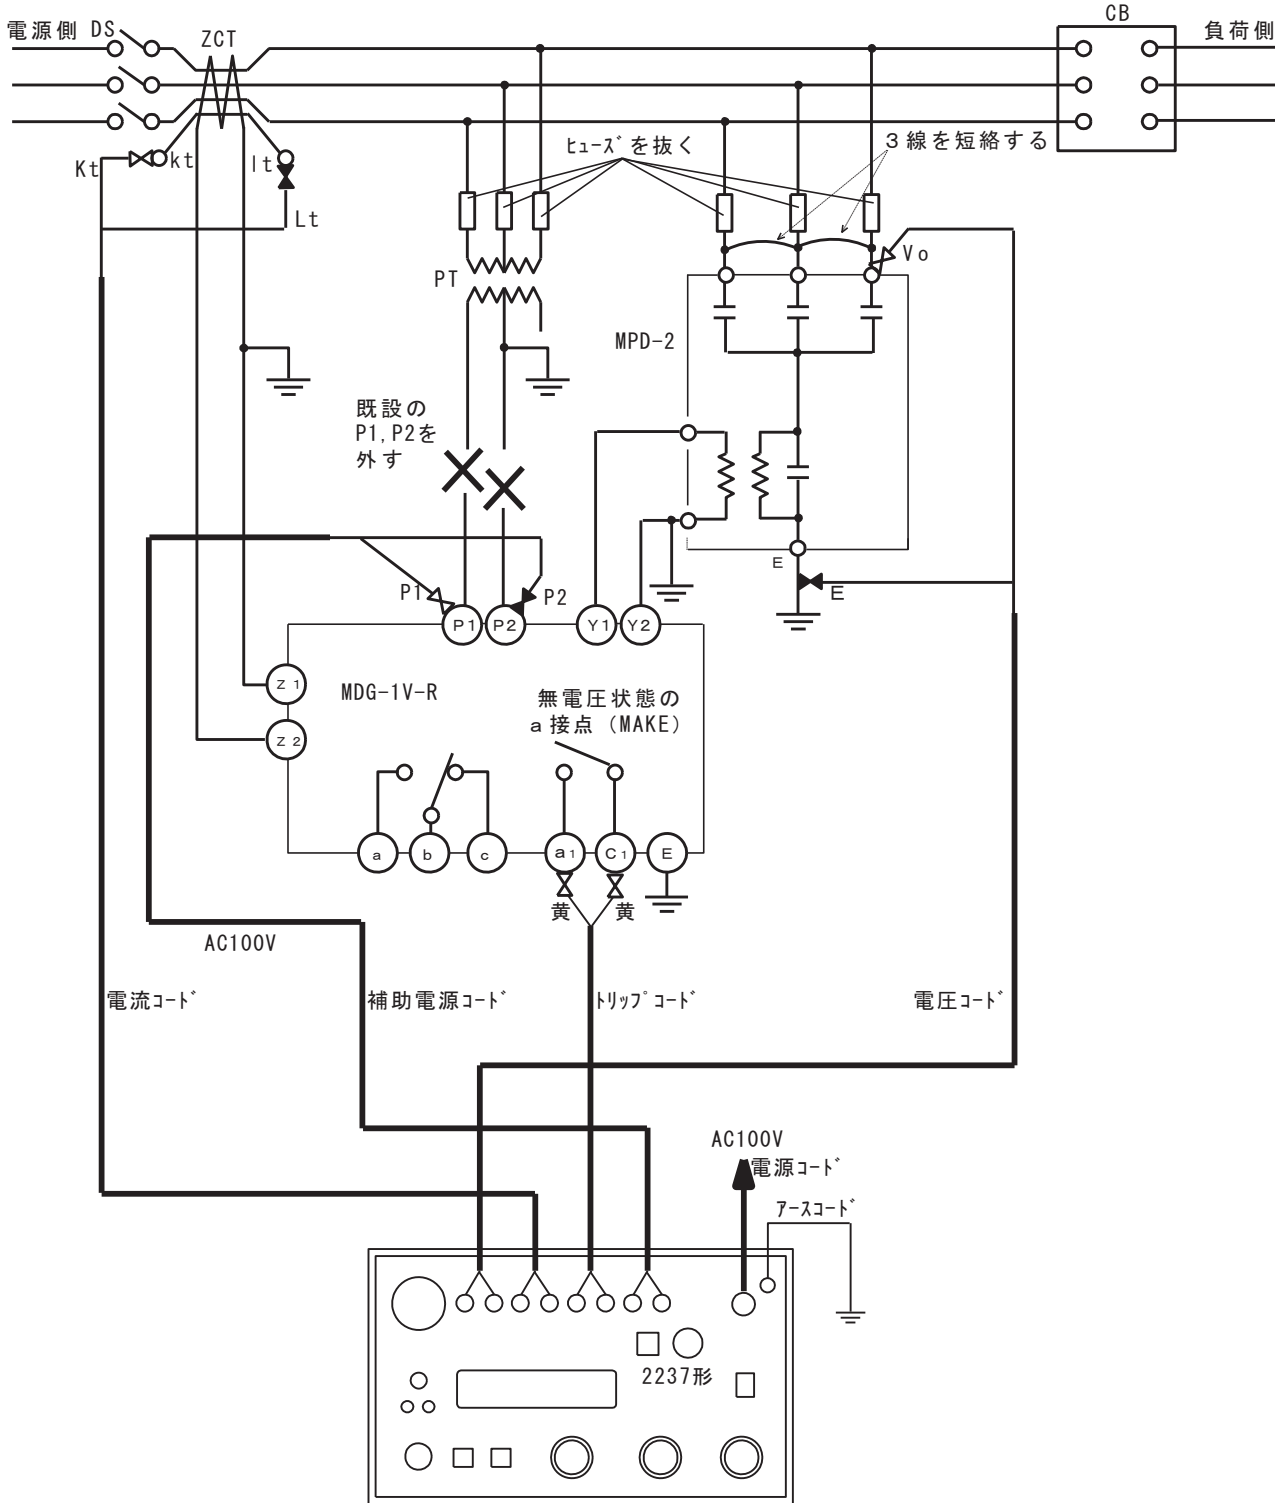 電源側 DS
ZCT
CB
負荷側
Kt
kt
lt
Lt
ﾋｭｰｽﾞを抜く
3線を短絡する
PT
Vo
MPD-2
既設の
P1,P2を
外す
E
E
P1
P2
P1
P2
Y1
Y2
Z1
Z2
MDG-1V-R
無電圧状態の
a接点（MAKE）
a
b
c
a1
C1
E
黄
黄
AC100V
電流ｺｰﾄﾞ
補助電源ｺｰﾄﾞ
ﾄﾘｯﾌﾟｺｰﾄﾞ
電圧ｺｰﾄﾞ
AC100V
電源ｺｰﾄﾞ
ｱｰｽｺｰﾄﾞ
2237形